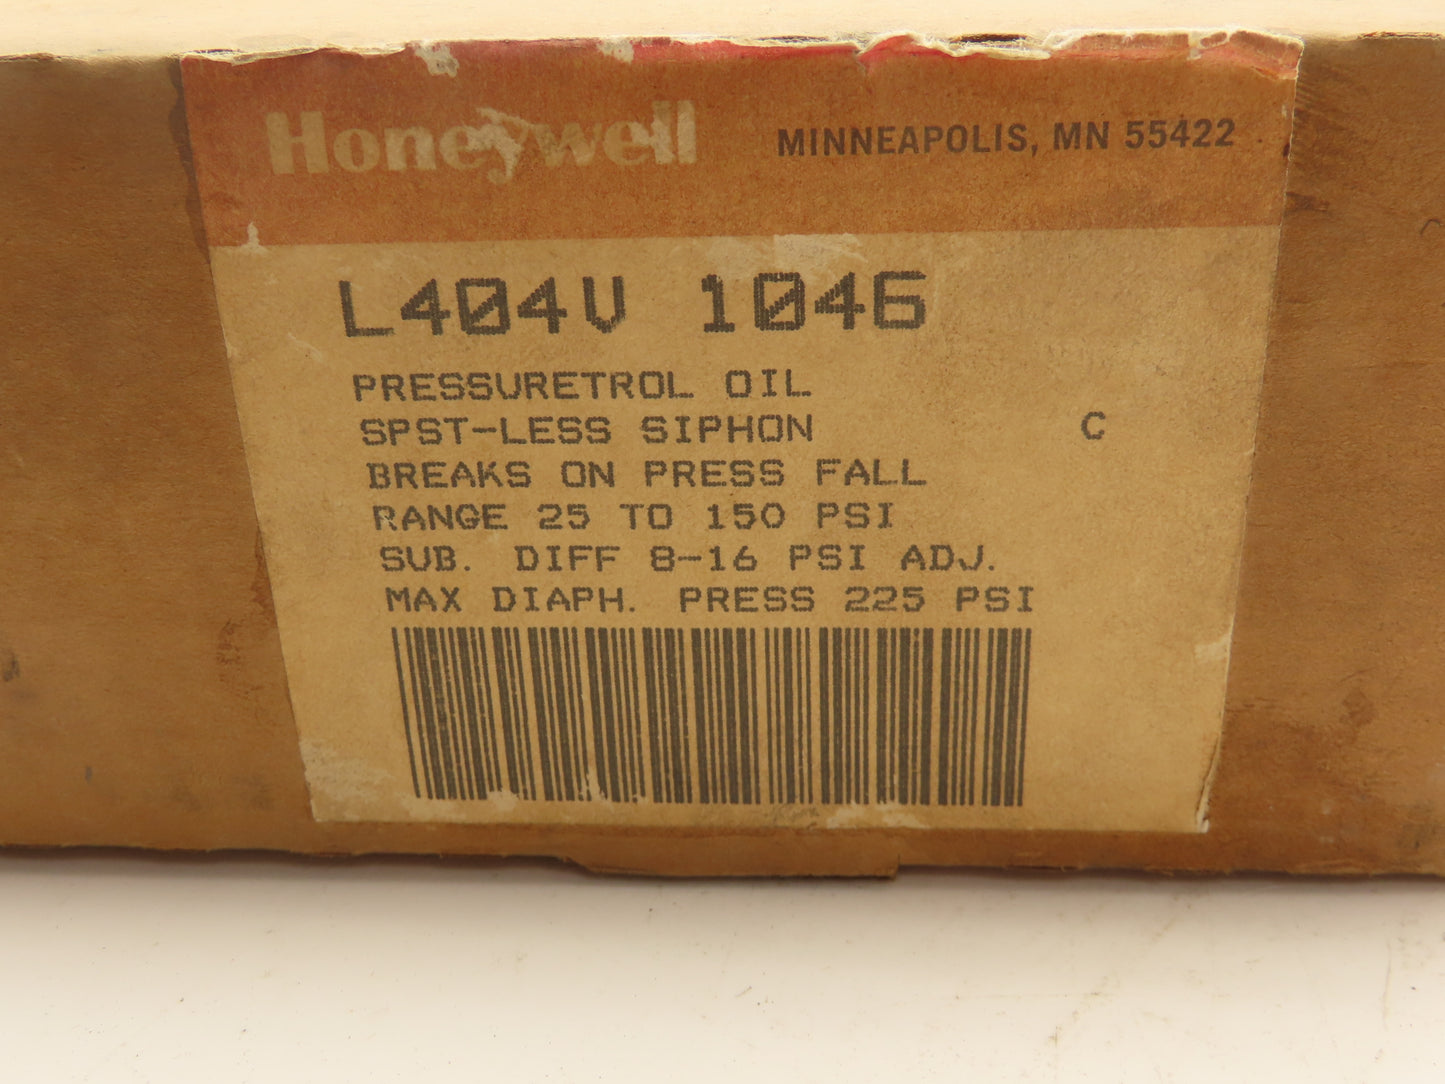 Honeywell MINNEAPOLIS, MN 55422
L404V 1046
PRESSURETROL OIL
SPST-LESS SIPHON C
BREAKS ON PRESS FALL
RANGE 25 TO 150 PSI
SUB. DIFF 8-16 PSI ADJ.
MAX DIAPH. PRESS 225 PSI